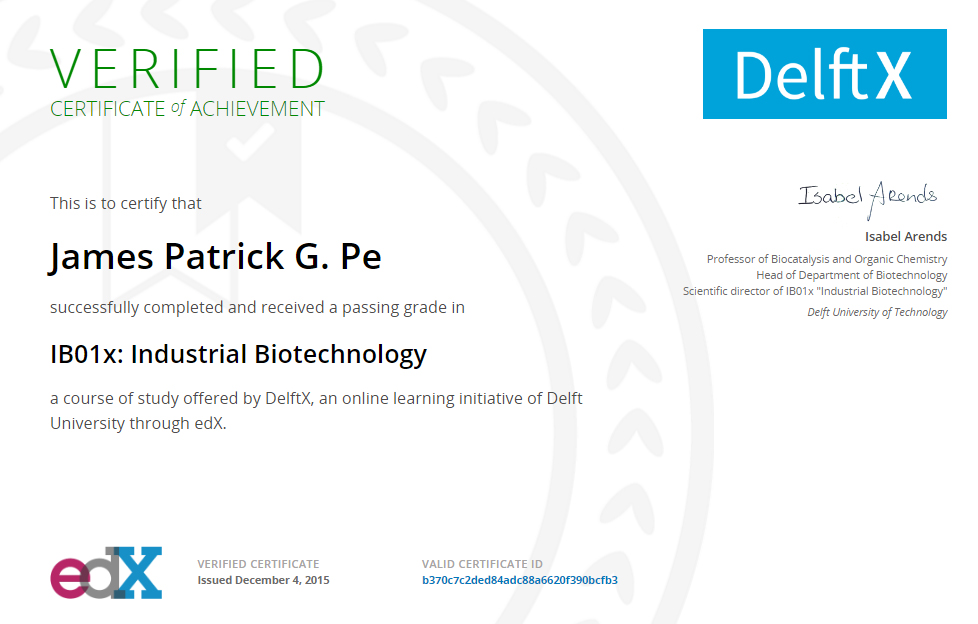 VERIFIED
CERTIFICATE of ACHIEVEMENT
DelftX
This is to certify that
James Patrick G. Pe
successfully completed and received a passing grade in
IB01x: Industrial Biotechnology
a course of study offered by DelftX, an online learning initiative of Delft
University through edX.
Isabel Arends
Isabel Arends
Professor of Biocatalysis and Organic Chemistry
Head of Department of Biotechnology
Scientific director of IB01x "Industrial Biotechnology"
Delft University of Technology
edX
VERIFIED CERTIFICATE
Issued December 4, 2015
VALID CERTIFICATE ID
b370c7c2ded84adc88a6620f390bcfb3